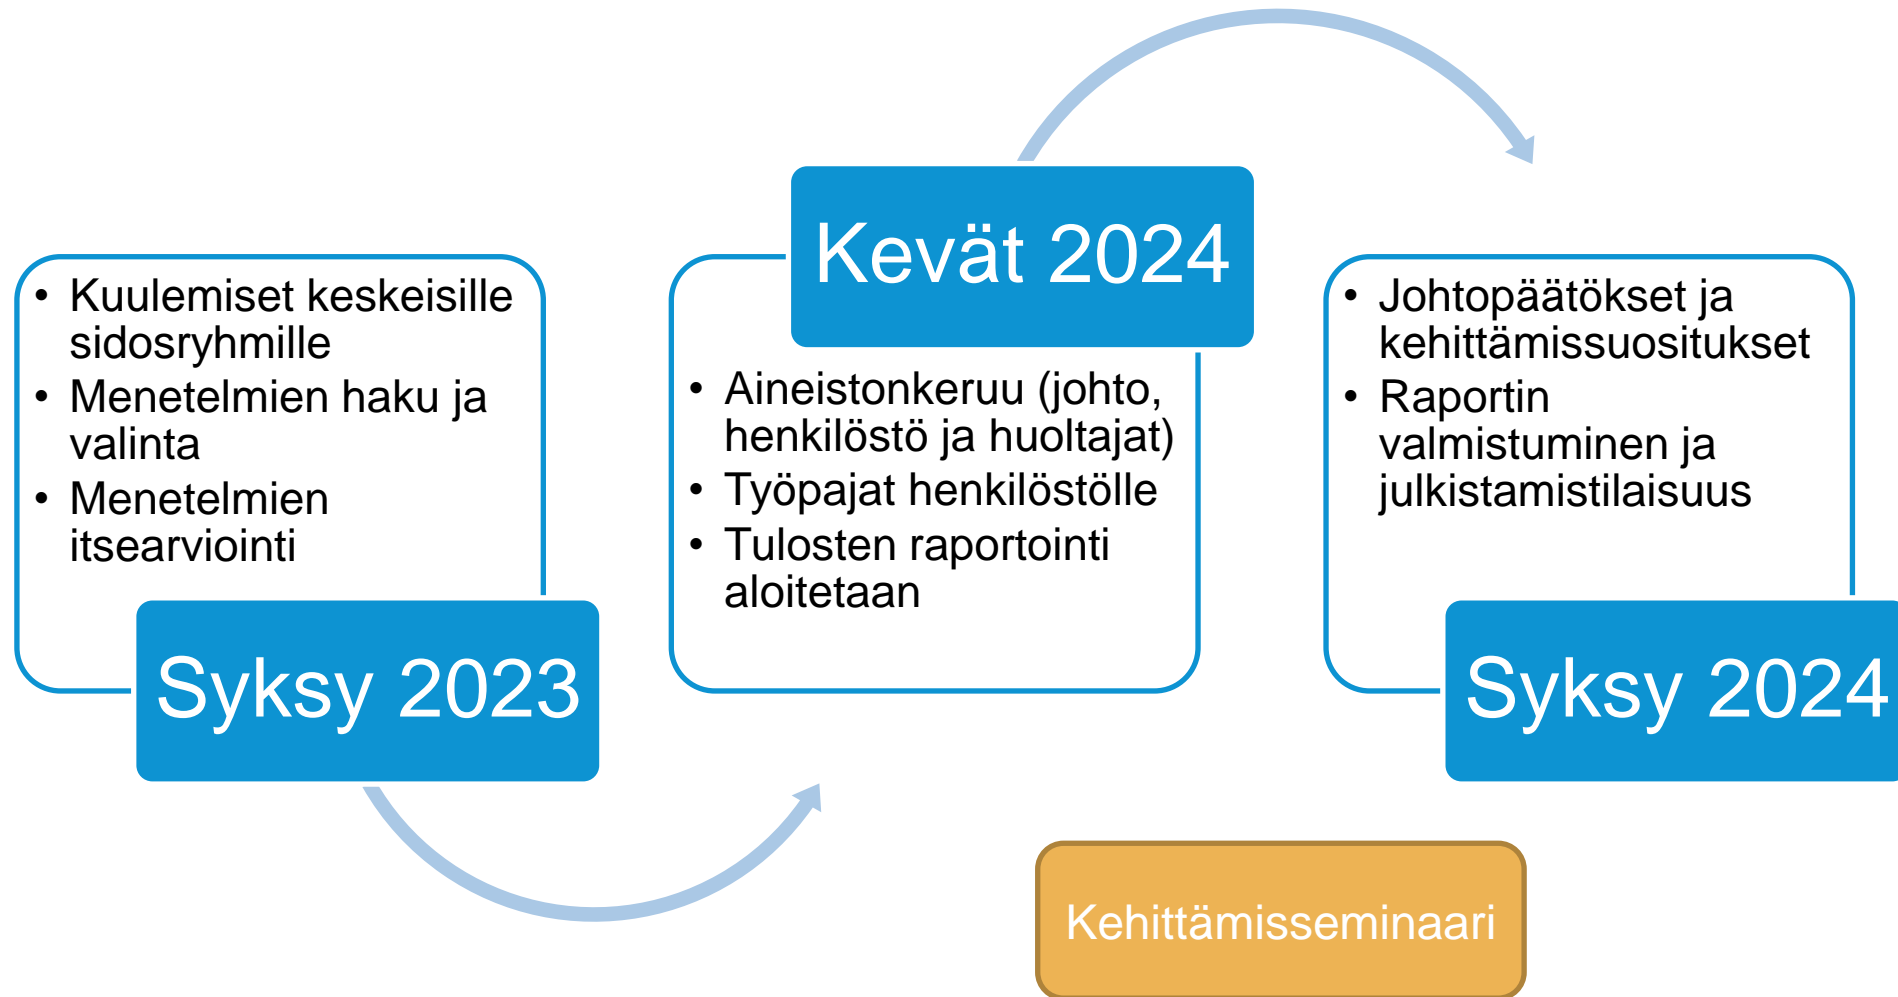 • Kuulemiset keskeisille
sidosryhmille
• Menetelmien haku ja
valinta
• Menetelmien
itsearviointi
Syksy 2023
Kevät 2024
• Aineistonkeruu (johto,
henkilöstö ja huoltajat)
• Työpajat henkilöstölle
• Tulosten raportointi
aloitetaan
• Johtopäätökset ja
kehittämissuositukset
• Raportin
valmistuminen ja
julkistamistilaisuus
Syksy 2024
Kehittämisseminaari